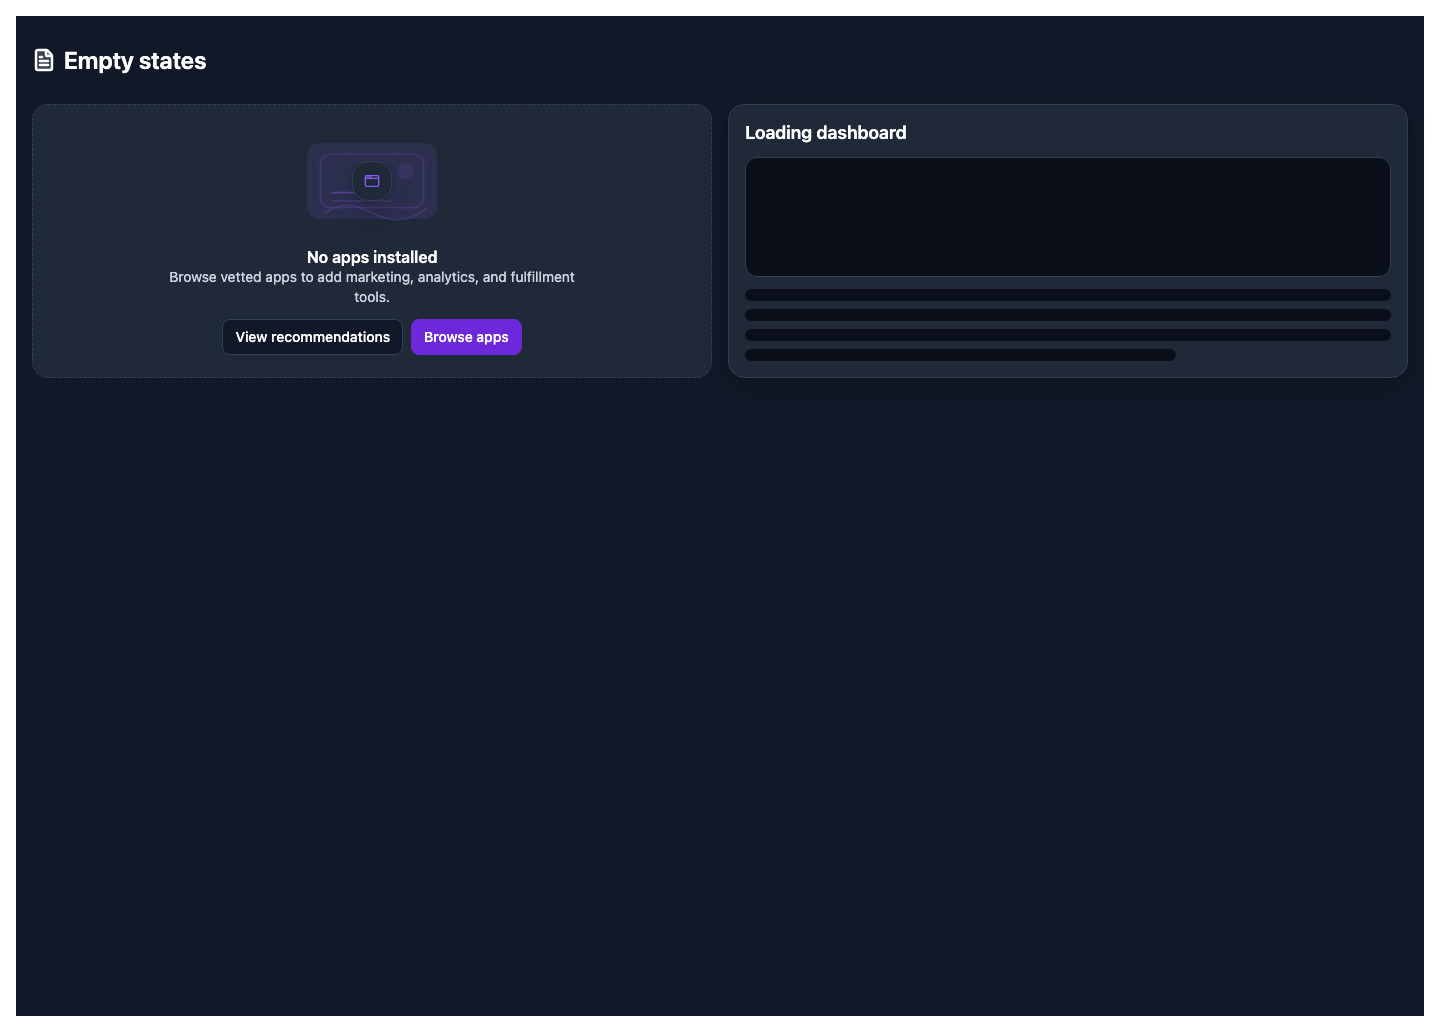 Empty states
No apps installed
Browse vetted apps to add marketing, analytics, and fulfillment
tools.
View recommendations
Browse apps
Loading dashboard